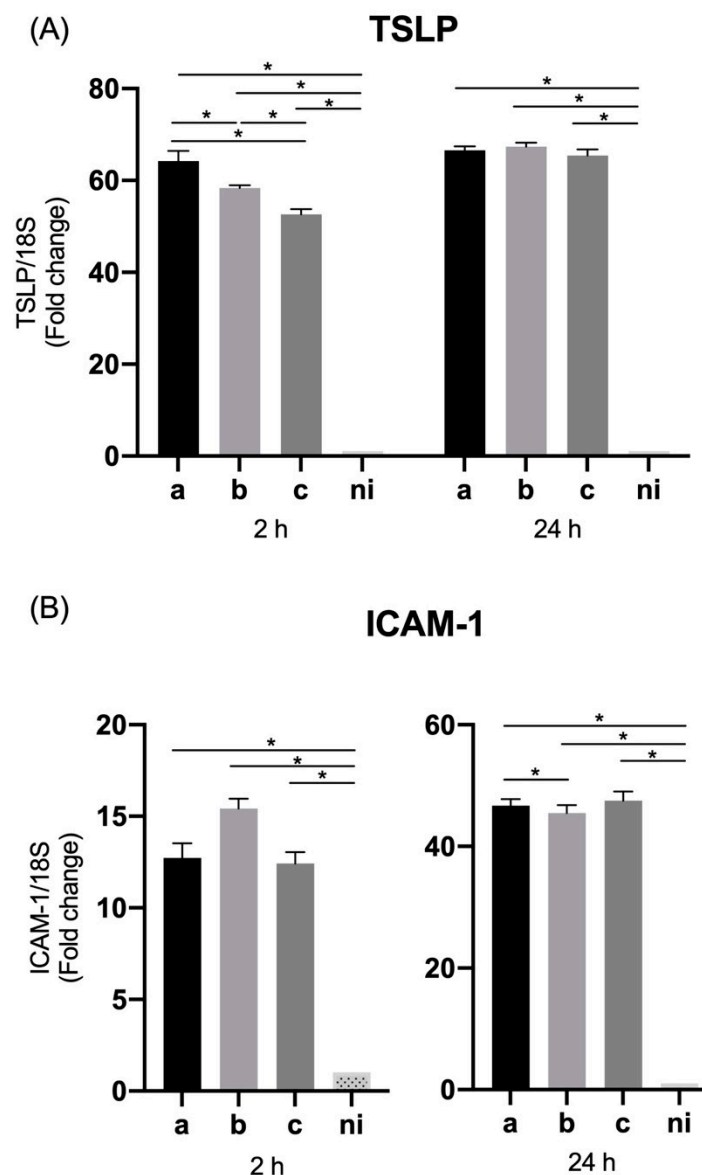 (A)
TSLP
TSLP/18S
(Fold change)
80
60
40
20
0
* * * * * *
* * *
a b c ni a b c ni
2 h 24 h
(B)
ICAM-1
ICAM-1/18S
(Fold change)
20
15
10
5
0
* * *
a b c ni
2 h
60
40
20
0
* * * *
a b c ni
24 h